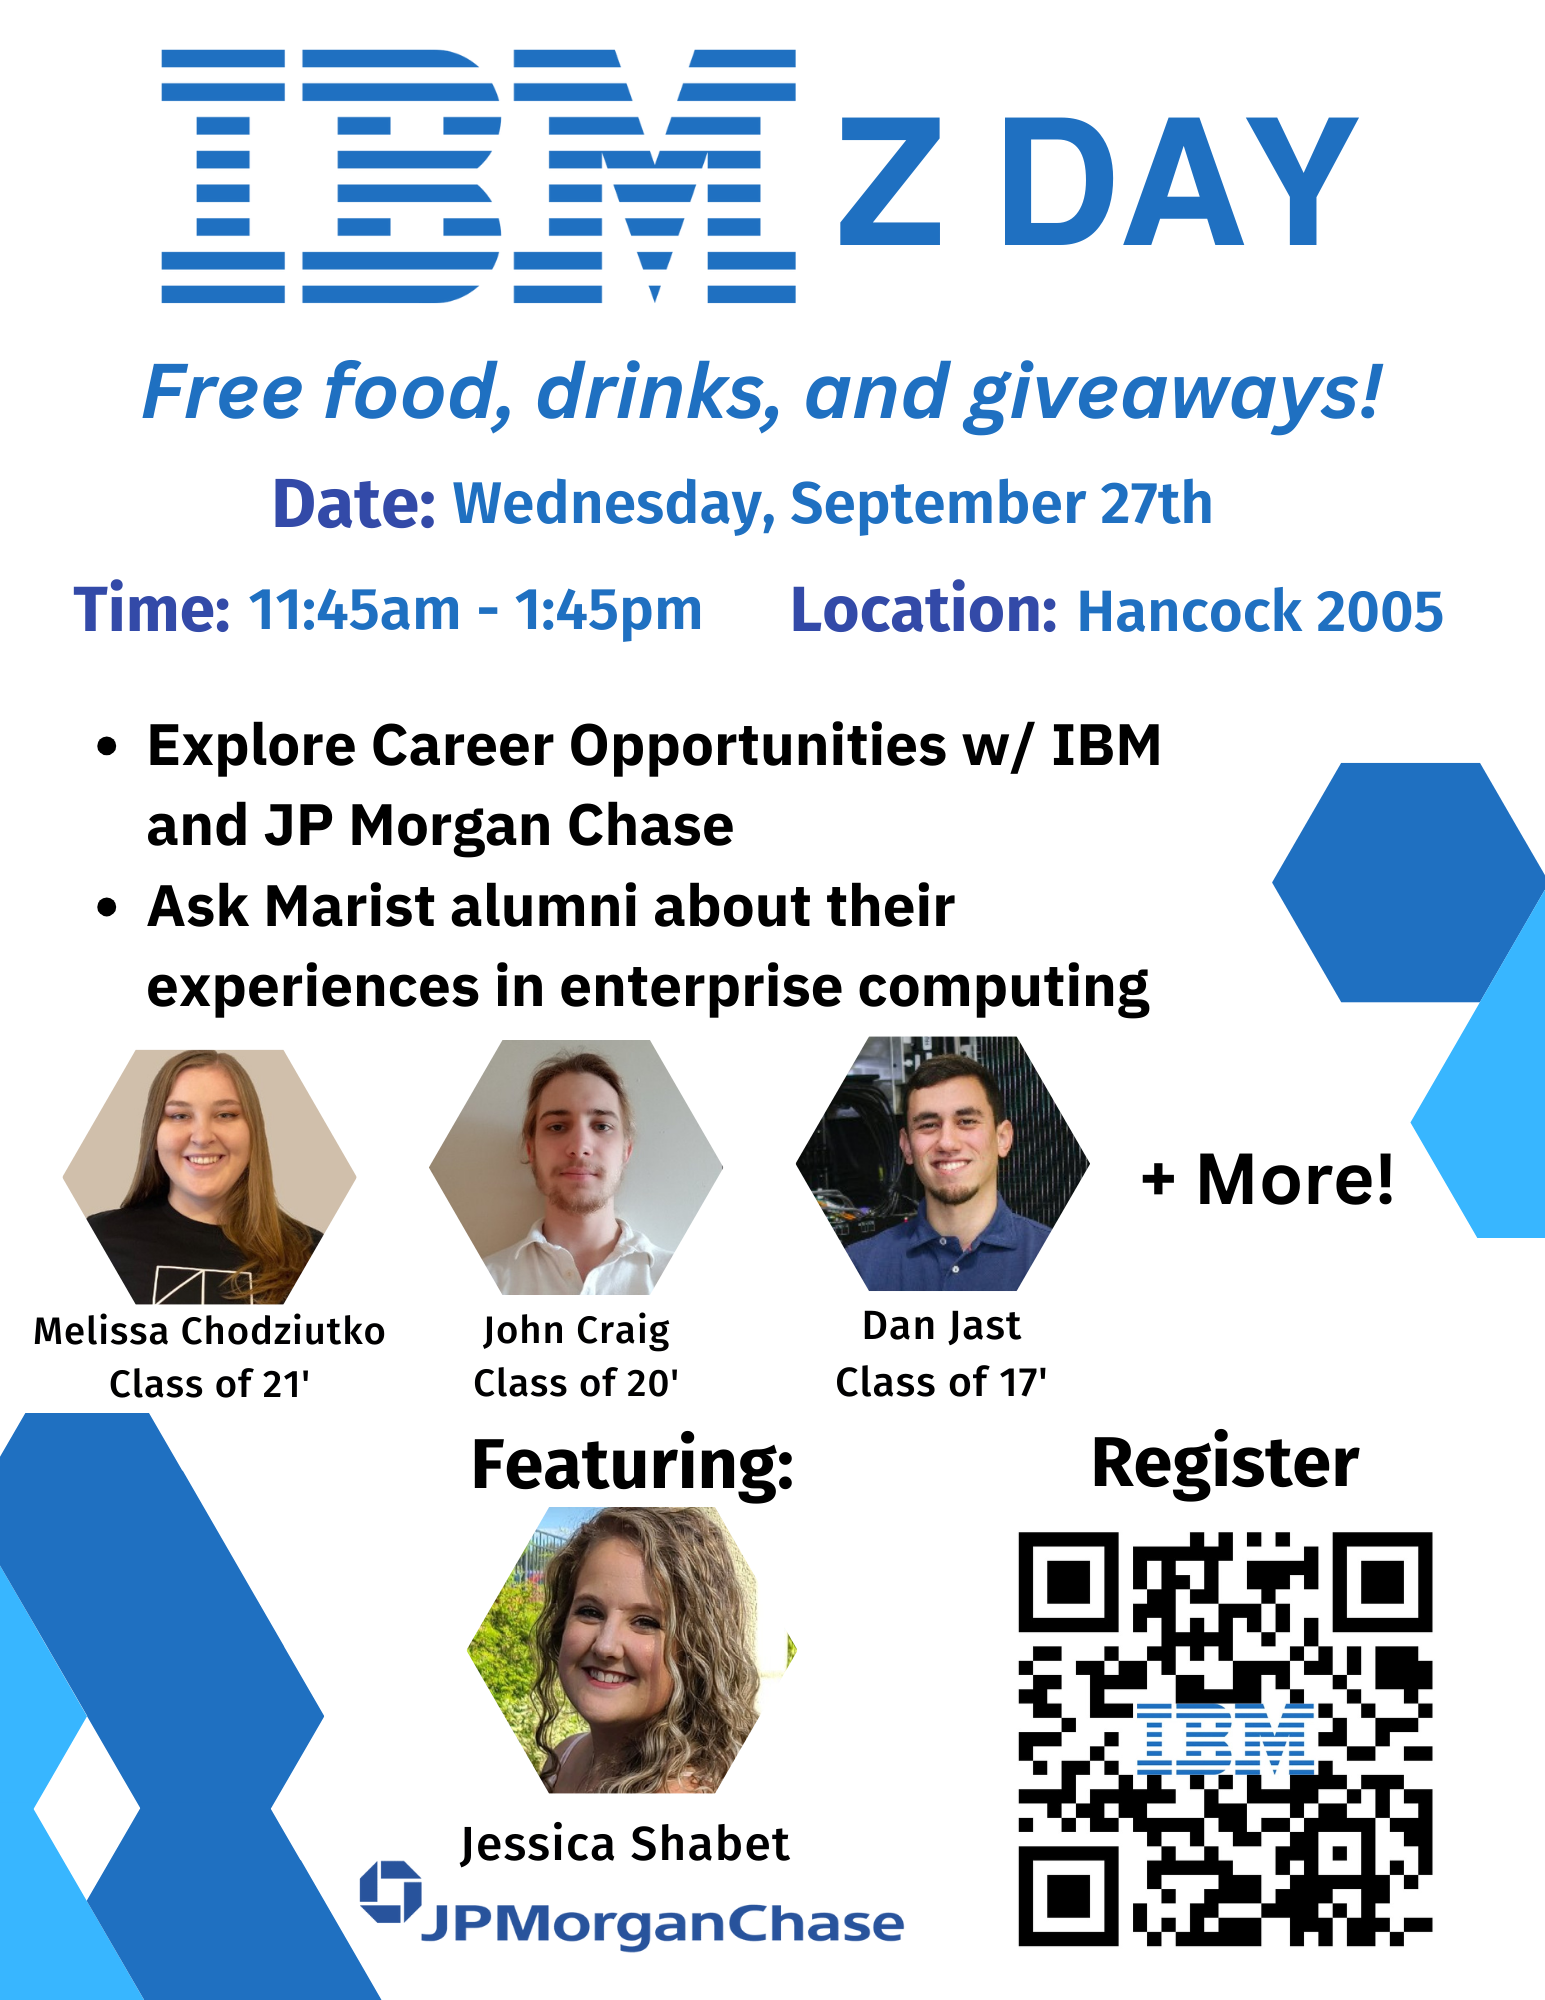 IBM Z DAY
Free food, drinks, and giveaways!
Date: Wednesday, September 27th
Time: 11:45am - 1:45pm Location: Hancock 2005
• Explore Career Opportunities w/ IBM
and JP Morgan Chase
• Ask Marist alumni about their
experiences in enterprise computing
+ More!
Melissa Chodziutko
Class of 21'
John Craig
Class of 20'
Dan Jast
Class of 17'
Featuring:
Jessica Shabet
JPMorganChase
Register
IBM